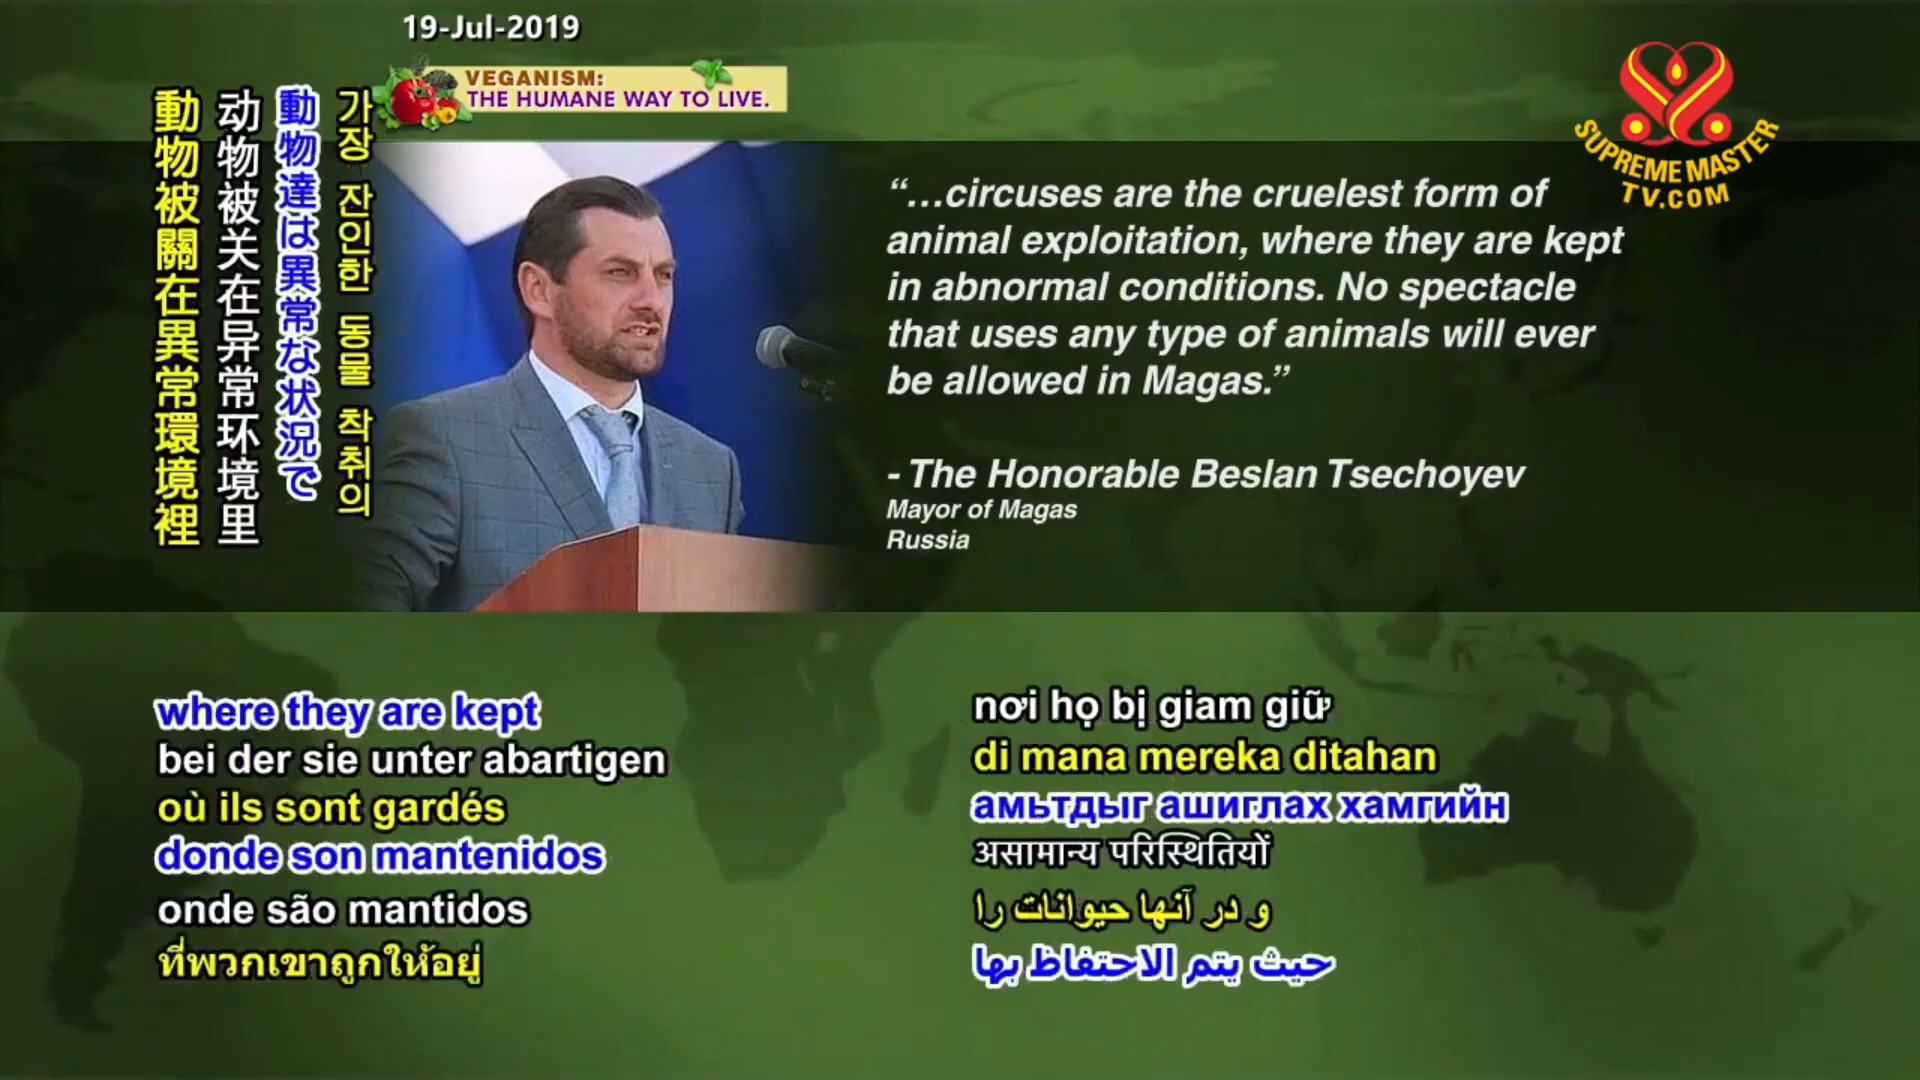 19-Jul-2019
VEGANISM:
THE HUMANE WAY TO LIVE.
SUPREME MASTER
TV.COM
動物被關在異常環境裡
动物被关在异常环境里
動物達は異常な状況で
가장 잔인한 동물 착취의
“...circuses are the cruelest form of
animal exploitation, where they are kept
in abnormal conditions. No spectacle
that uses any type of animals will ever
be allowed in Magas.”
- The Honorable Beslan Tsechoyev
Mayor of Magas
Russia
where they are kept
bei der sie unter abartigen
où ils sont gardés
donde son mantenidos
onde são mantidos
ที่พวกเขาถูกให้อยู่
nơi họ bị giam giữ
di mana mereka ditahan
амьтдыг ашиглах хамгийн
असामान्य परिस्थितियों
و در آنها حیوانات را
حيث يتم الاحتفاظ بها